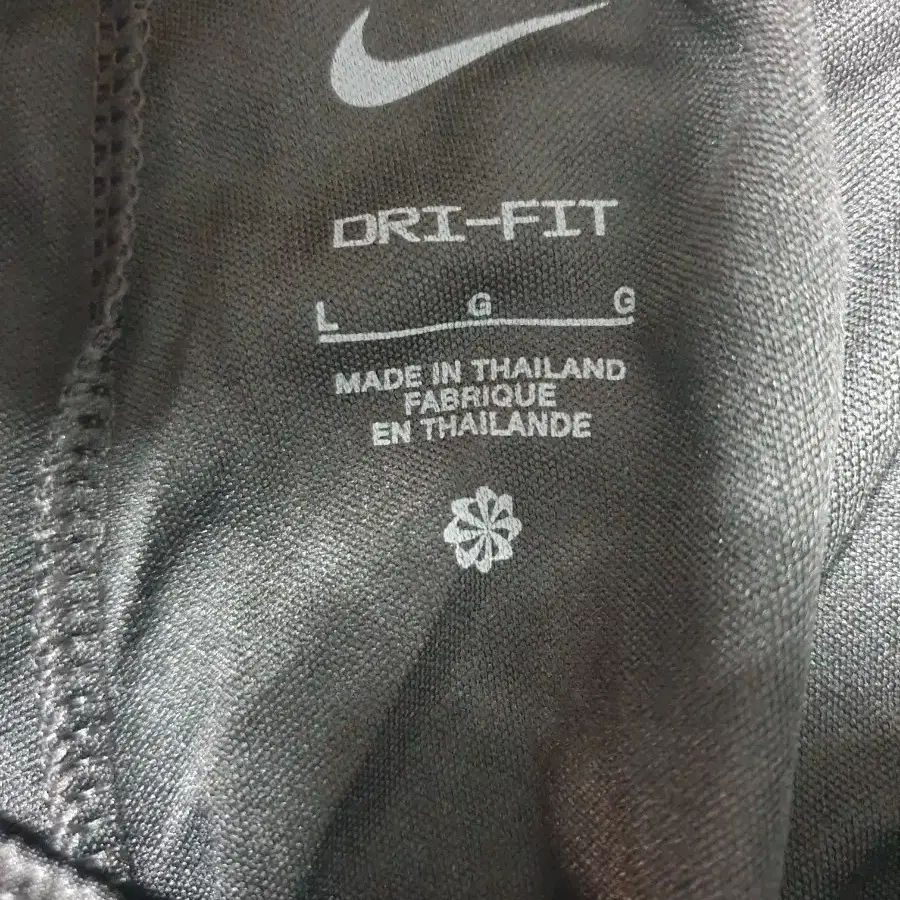 DRI-FIT
L G G
MADE IN THAILAND
FABRIQUE
EN THAILANDE